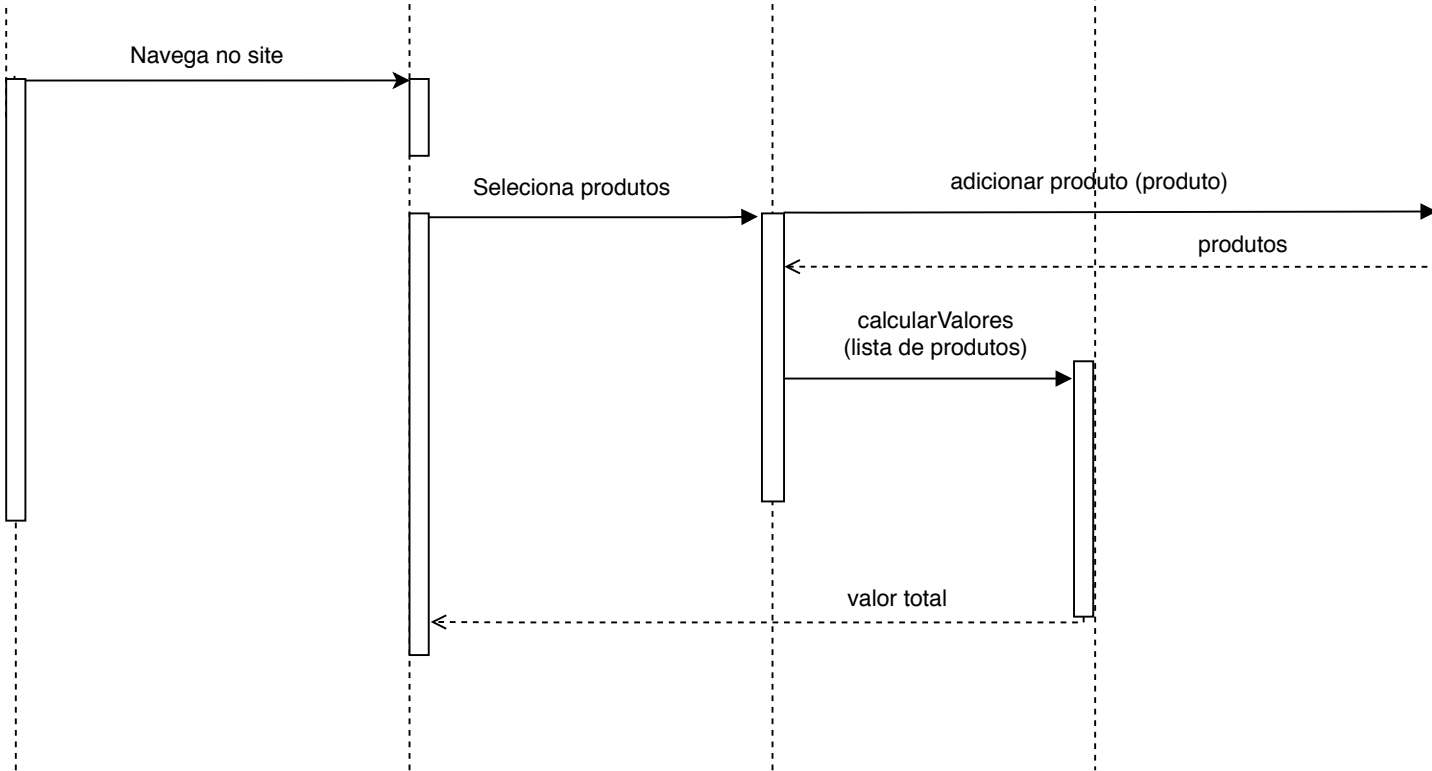 Navega no site
Seleciona produtos
adicionar produto (produto)
produtos
calcularValores
(lista de produtos)
valor total